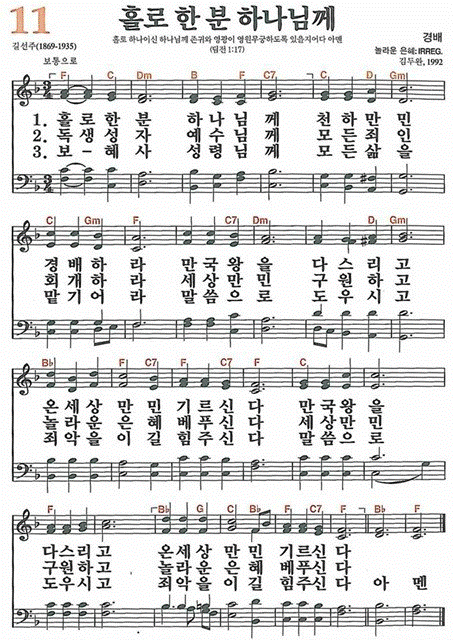 11
홀로 한 분 하나님께
홀로 하나이신 하나님께 존귀와 영광이 영원무궁하도록 있을지어다 아멘
(딤전 1:17)
경배
길선주(1869-1935)
놀라운 은혜:IRREG.
김두완, 1992
보통으로
F C Dm B F C7 C D Gm
1. 홀로한분 하나님께 천하만민
2. 독생성자 예수님께 모든죄인
3. 보-혜사 성령님께 모든삶을
C Gm F C7 Dm D Gm
경배하라 만국왕을 다스리고
회개하라 세상만민 구원하고
맡기어라 말씀으로 도우시고
B♭ F C7 F C7 F C
온세상만민기르신다 만국왕을
놀라운은혜베푸신다 세상만민
죄악을이길힘주신다 말씀으로
F C7 F B♭ G C B♭ F C7 F
다스리고 온세상만민기르신다
구원하고 놀라운은혜베푸신다
도우시고 죄악을이길힘주신다 아멘